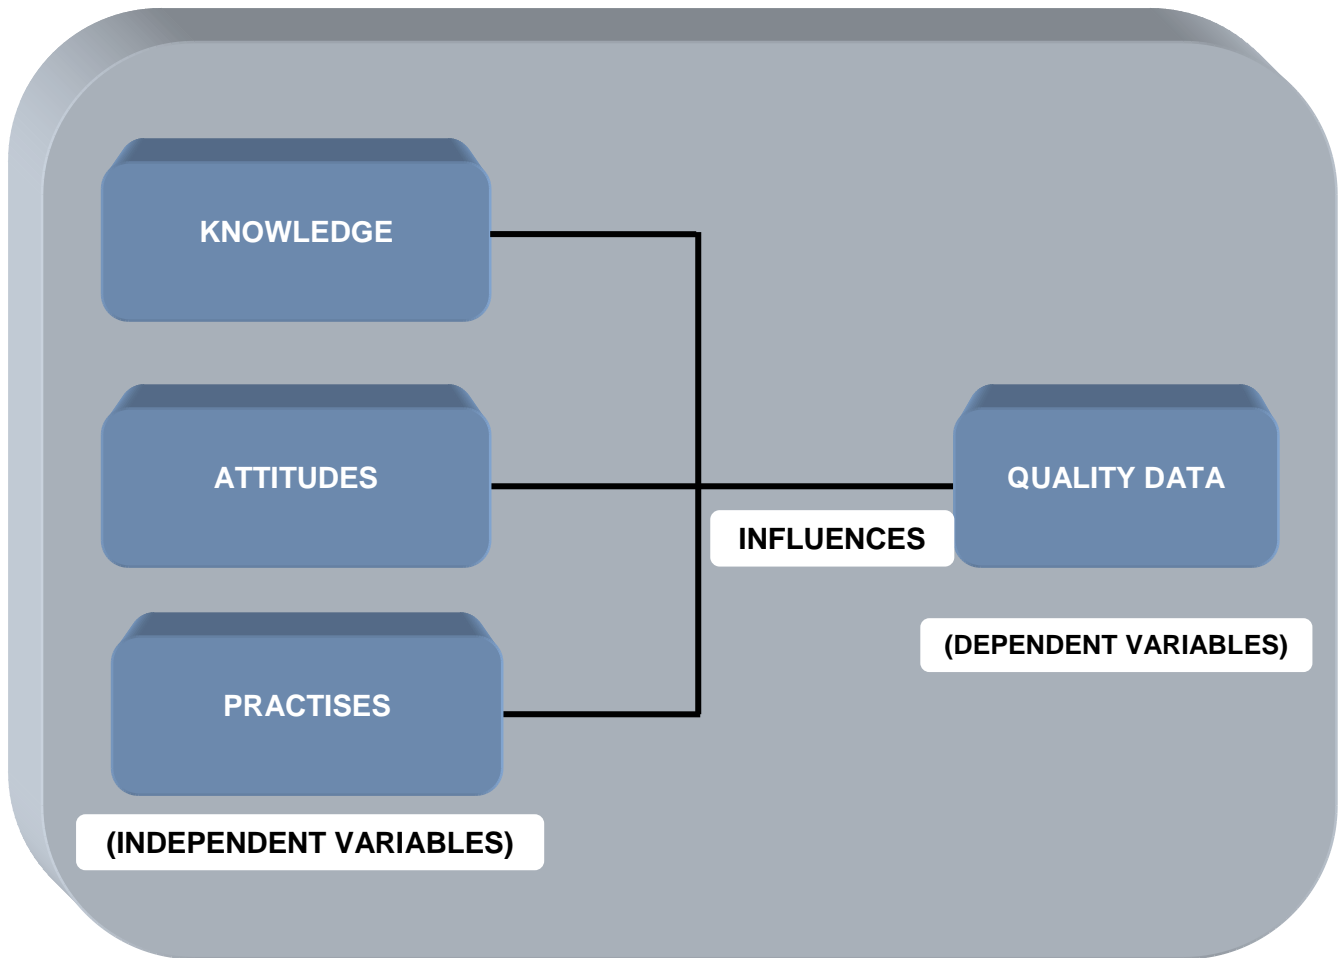 KNOWLEDGE
ATTITUDES
QUALITY DATA
INFLUENCES
(DEPENDENT VARIABLES)
PRACTISES
(INDEPENDENT VARIABLES)